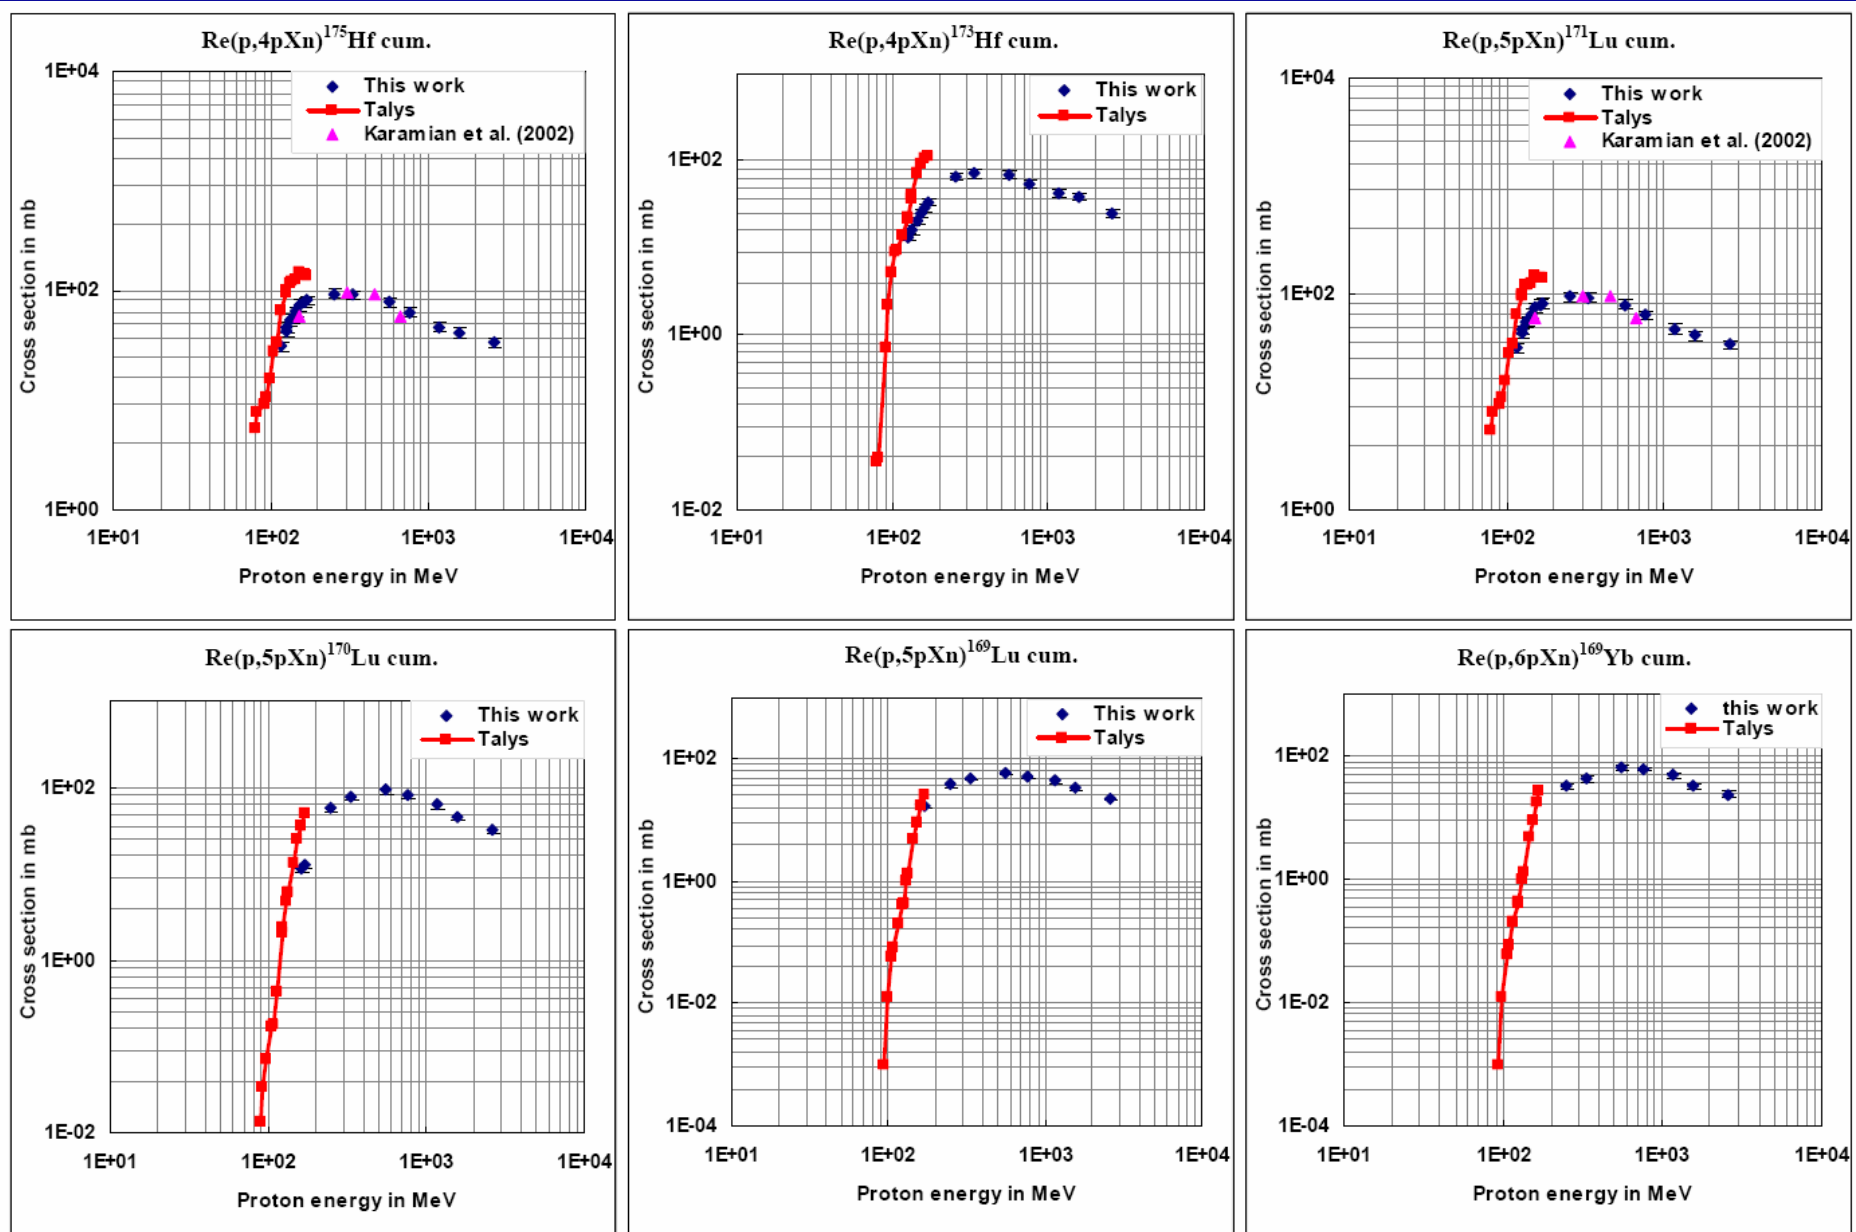 Re(p,4pXn)175Hf cum.
1E+04
This work
Talys
Karamian et al. (2002)
1E+02
1E+00
Cross section in mb
1E+01 1E+02 1E+03 1E+04
Proton energy in MeV
Re(p,4pXn)173Hf cum.
This work
Talys
1E+02
1E+00
1E-02
Cross section in mb
1E+01 1E+02 1E+03 1E+04
Proton energy in MeV
Re(p,5pXn)171Lu cum.
1E+04
This work
Talys
Karamian et al. (2002)
1E+02
1E+00
Cross section in mb
1E+01 1E+02 1E+03 1E+04
Proton energy in MeV
Re(p,5pXn)170Lu cum.
This work
Talys
1E+02
1E+00
1E-02
Cross section in mb
1E+01 1E+02 1E+03 1E+04
Proton energy in MeV
Re(p,5pXn)169Lu cum.
This work
Talys
1E+02
1E+00
1E-02
1E-04
Cross section in mb
1E+01 1E+02 1E+03 1E+04
Proton energy in MeV
Re(p,6pXn)169Yb cum.
this work
Talys
1E+02
1E+00
1E-02
1E-04
Cross section in mb
1E+01 1E+02 1E+03 1E+04
Proton energy in MeV